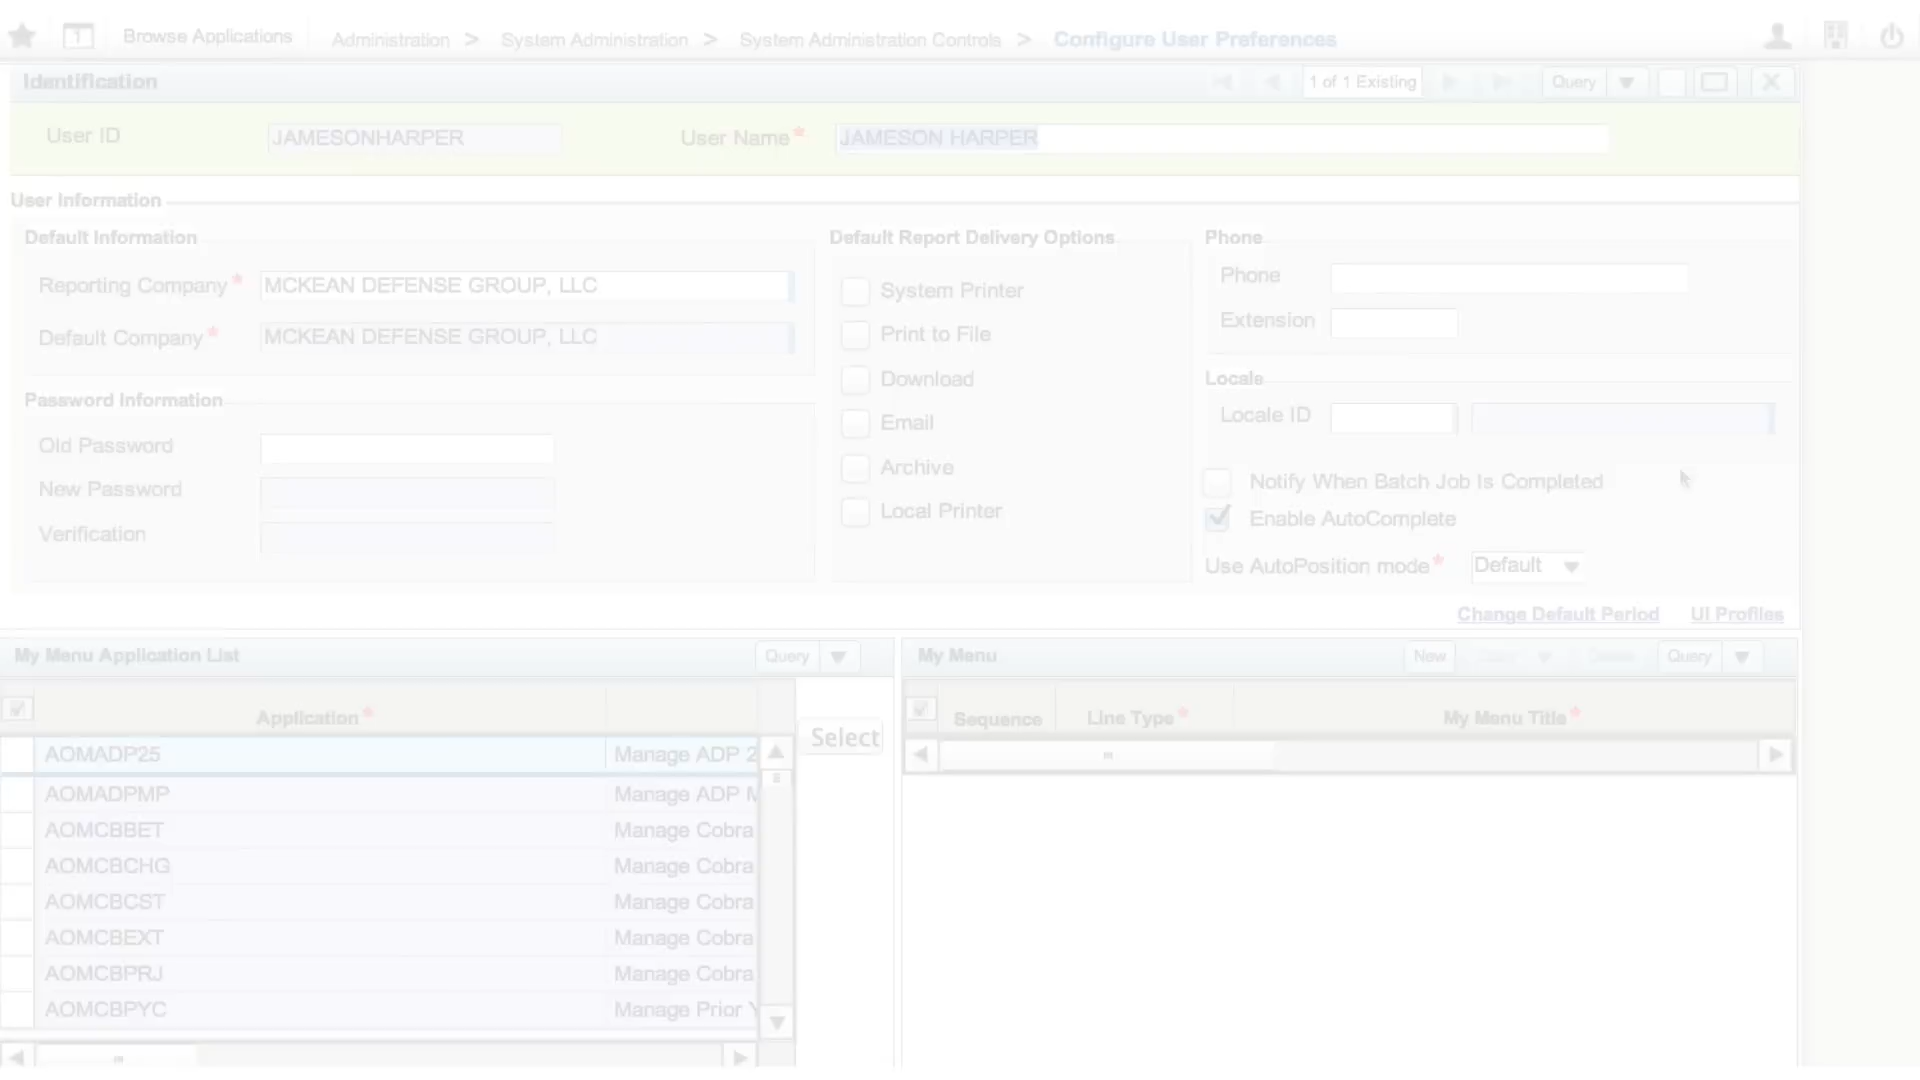 1 Browse Applications Administration > System Administration > System Administration Controls > Configure User Preferences
Identification 1 of 1 Existing Query
User ID JAMESONHARPER User Name * JAMESON HARPER
User Information
Default Information Default Report Delivery Options Phone
Reporting Company * MCKEAN DEFENSE GROUP, LLC
Default Company * MCKEAN DEFENSE GROUP, LLC
Password Information
Old Password
New Password
Verification
System Printer
Print to File
Download
Email
Archive
Local Printer
Phone
Extension
Locale
Locale ID
Notify When Batch Job Is Completed
Enable AutoComplete
Use AutoPosition mode * Default
Change Default Period UI Profiles
My Menu Application List Query
Application *
AOMADP25 Manage ADP 2
AOMADPMP Manage ADP M
AOMCBBET Manage Cobra
AOMCBCHG Manage Cobra
AOMCBCST Manage Cobra
AOMCBEXT Manage Cobra
AOMCBPRJ Manage Cobra
AOMCBPYC Manage Prior Y
Select
My Menu New Delete Query
Sequence Line Type * My Menu Title *